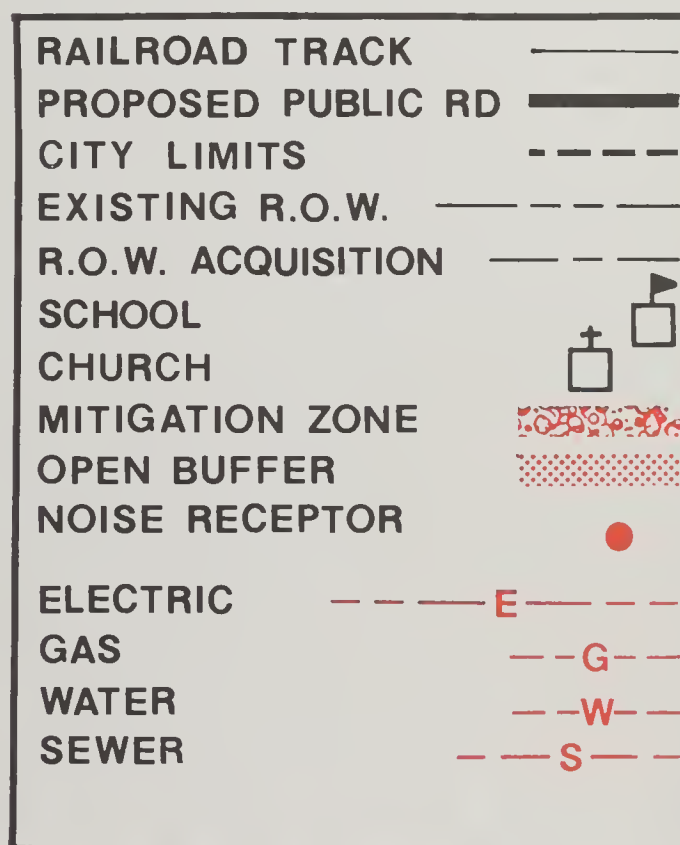 RAILROAD TRACK
PROPOSED PUBLIC RD
CITY LIMITS
EXISTING R.O.W.
R.O.W. ACQUISITION
SCHOOL
CHURCH
MITIGATION ZONE
OPEN BUFFER
NOISE RECEPTOR
ELECTRIC E
GAS G
WATER W
SEWER S